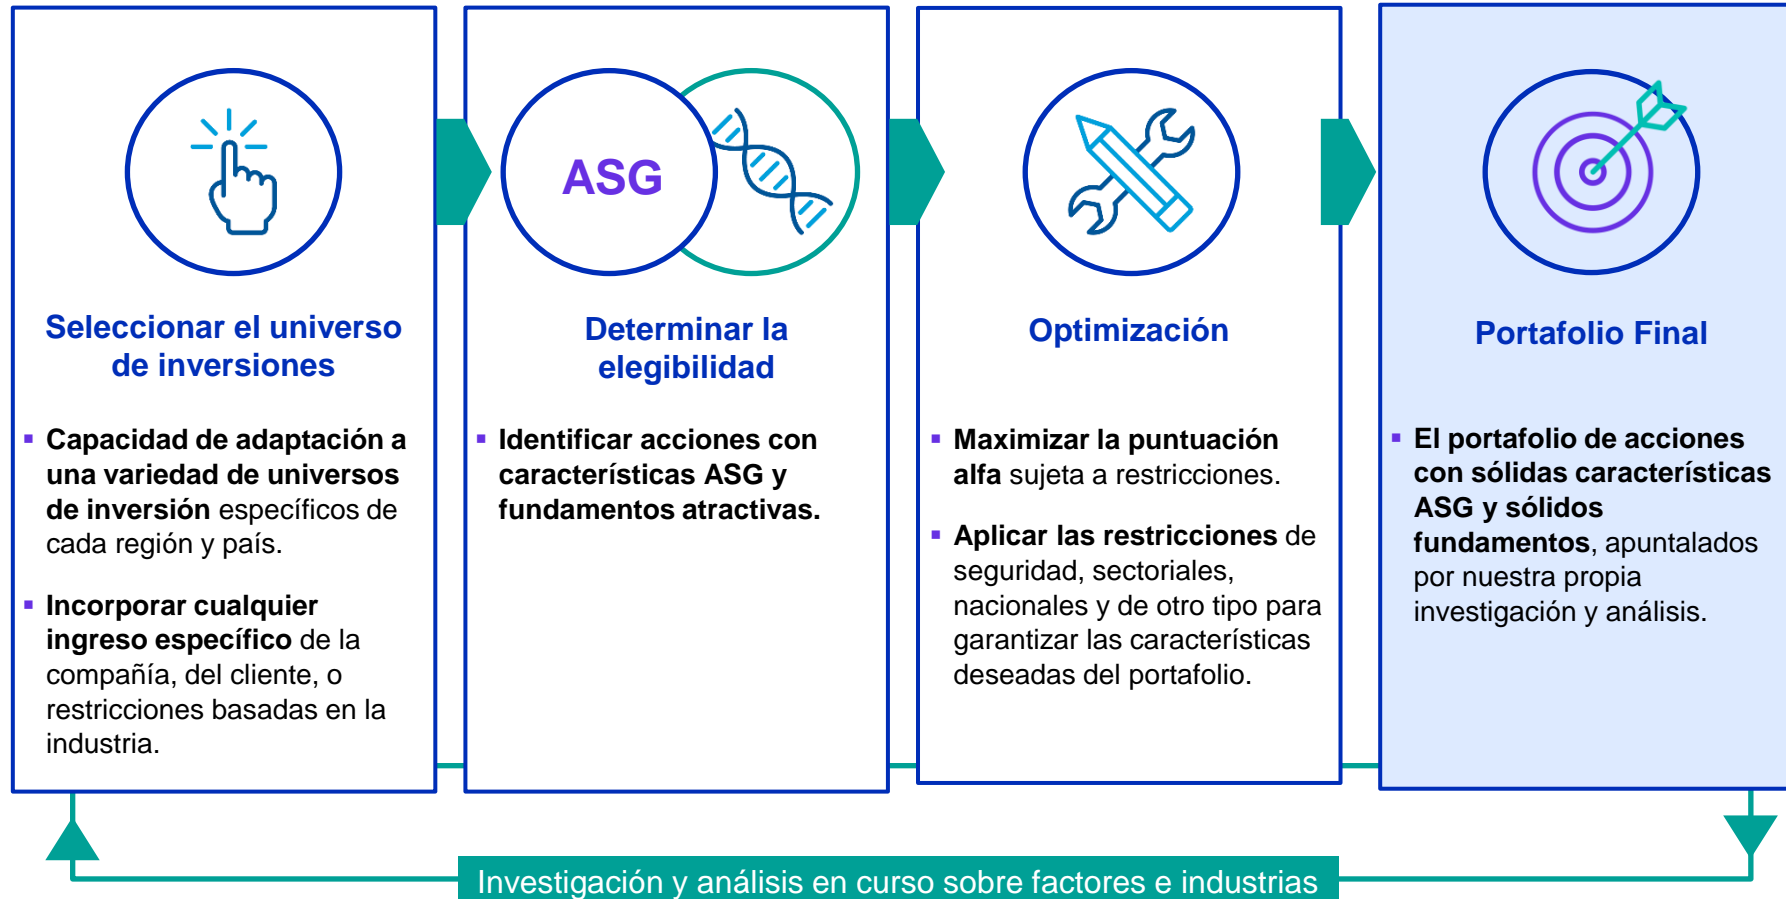 Seleccionar el universo
de inversiones
▪ Capacidad de adaptación a
una variedad de universos
de inversión específicos de
cada región y país.
▪ Incorporar cualquier
ingreso específico de la
compañía, del cliente, o
restricciones basadas en la
industria.
ASG
Determinar la
elegibilidad
▪ Identificar acciones con
características ASG y
fundamentos atractivas.
Optimización
▪ Maximizar la puntuación
alfa sujeta a restricciones.
▪ Aplicar las restricciones de
seguridad, sectoriales,
nacionales y de otro tipo para
garantizar las características
deseadas del portafolio.
Portafolio Final
▪ El portafolio de acciones
con sólidas características
ASG y sólidos
fundamentos, apuntalados
por nuestra propia
investigación y análisis.
Investigación y análisis en curso sobre factores e industrias